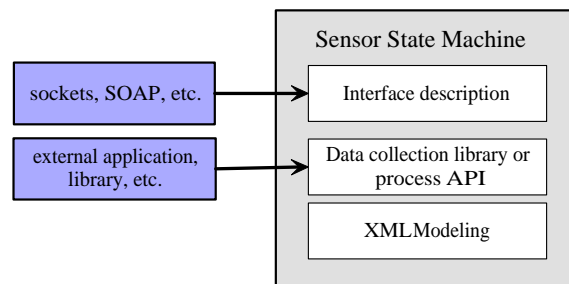 Sensor State Machine
sockets, SOAP, etc.
Interface description
external application,
library, etc.
Data collection library or
process API
XMLModeling